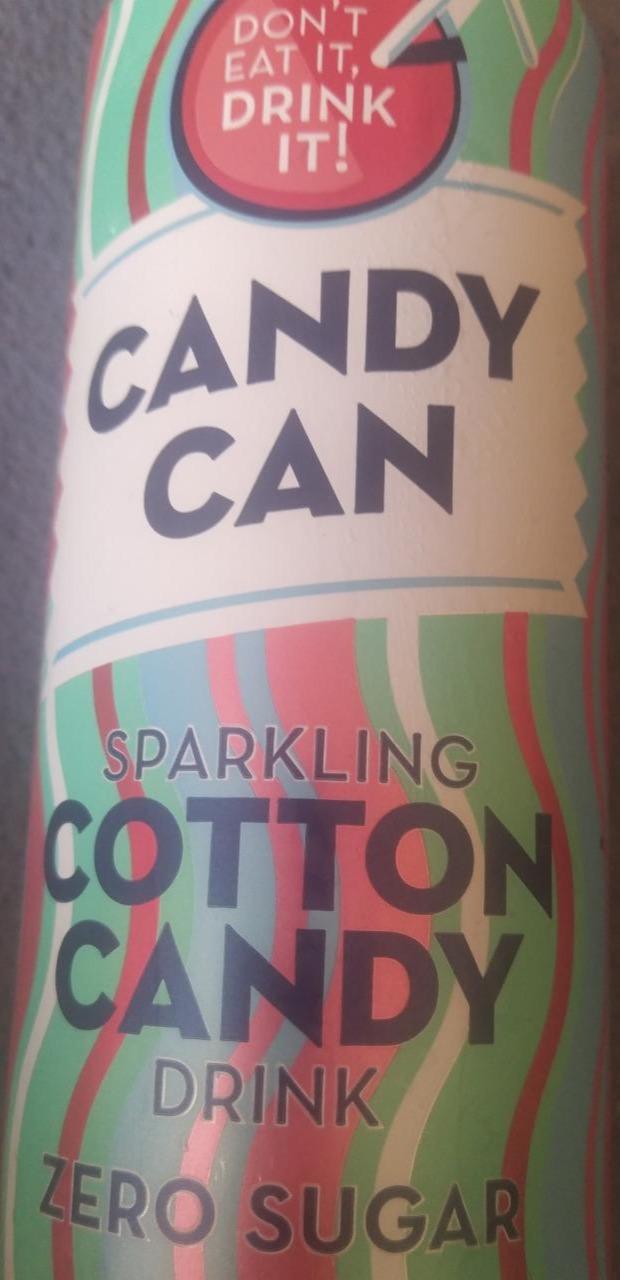 DON'T
EAT IT,
DRINK
IT!
CANDY
CAN
SPARKLING
COTTON
CANDY
DRINK
ZERO SUGAR